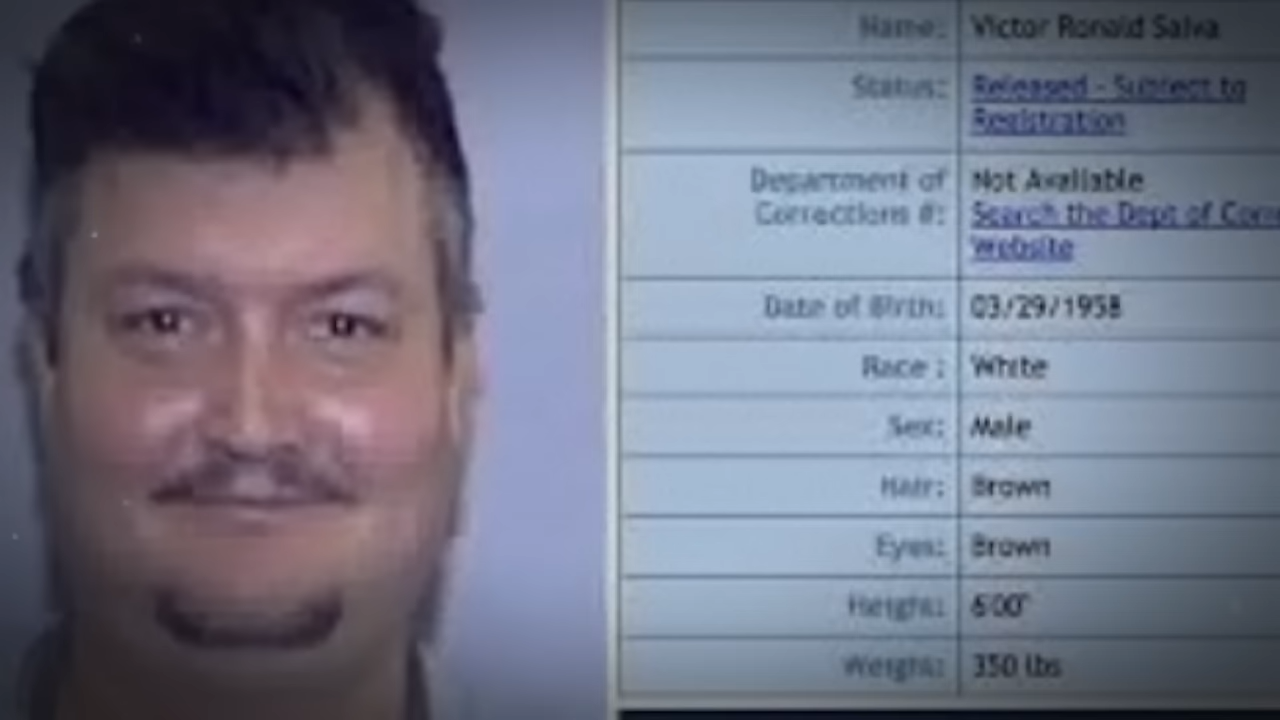 Name: Victor Ronald Salva
Status: Released - Subject to
Registration
Department of Not Available
Corrections #: Search the Dept of Corr
Website
Date of Birth: 03/29/1958
Race : White
Sex: Male
Hair: Brown
Eyes: Brown
Height: 6'00"
Weight: 350 lbs